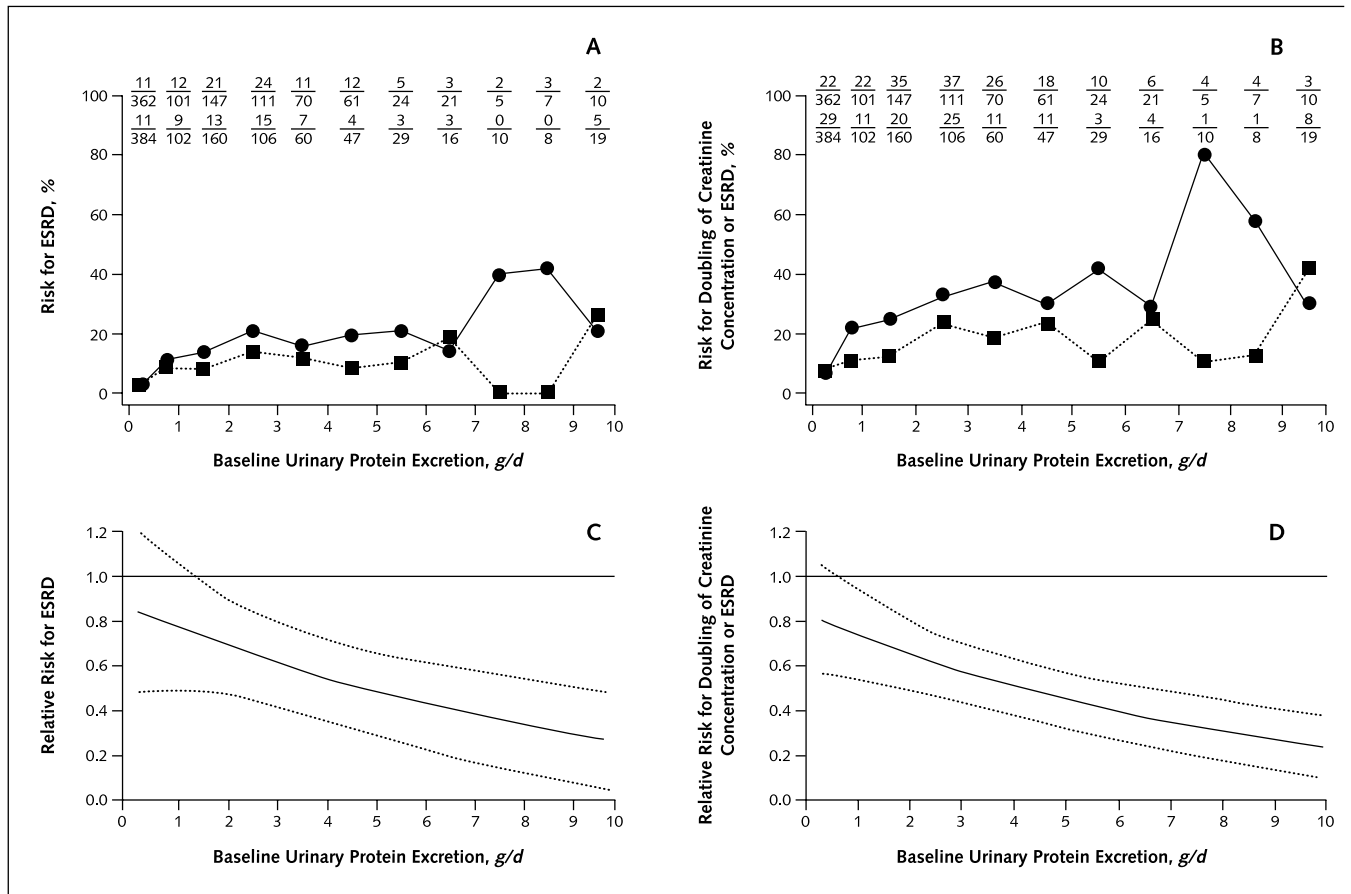 A
11 12 21 24 11 12 5 3 2 3 2
362 101 147 111 70 61 24 21 5 7 10
11 9 13 15 7 4 3 3 0 0 5
384 102 160 106 60 47 29 16 10 8 19
100
80
60
40
20
0
Risk for ESRD, %
0 1 2 3 4 5 6 7 8 9 10
Baseline Urinary Protein Excretion, g/d
B
22 22 35 37 26 18 10 6 4 4 3
362 101 147 111 70 61 24 21 5 7 10
29 11 20 25 11 11 3 4 1 1 8
384 102 160 106 60 47 29 16 10 8 19
100
80
60
40
20
0
Risk for Doubling of Creatinine
Concentration or ESRD, %
0 1 2 3 4 5 6 7 8 9 10
Baseline Urinary Protein Excretion, g/d
C
1.2
1.0
0.8
0.6
0.4
0.2
0.0
Relative Risk for ESRD
0 1 2 3 4 5 6 7 8 9 10
Baseline Urinary Protein Excretion, g/d
D
1.2
1.0
0.8
0.6
0.4
0.2
0.0
Relative Risk for Doubling of Creatinine
Concentration or ESRD
0 1 2 3 4 5 6 7 8 9 10
Baseline Urinary Protein Excretion, g/d